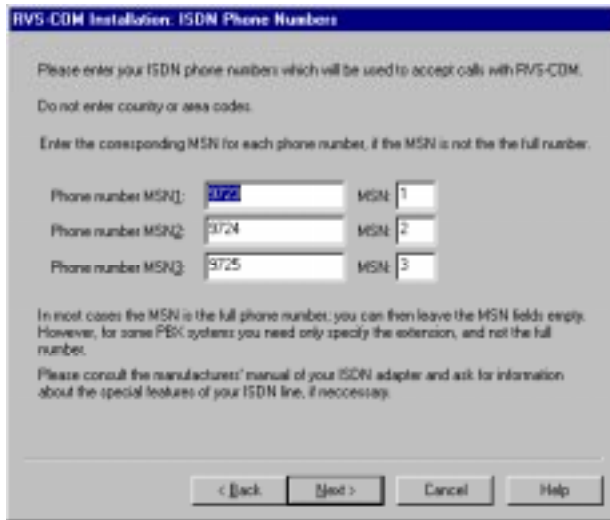 RVS-COM Installation: ISDN Phone Numbers
Please enter your ISDN phone numbers which will be used to accept calls with RVS-COM.
Do not enter country or area codes.
Enter the corresponding MSN for each phone number, if the MSN is not the the full number.
Phone number MSN1: 9723 MSN: 1
Phone number MSN2: 9724 MSN: 2
Phone number MSN3: 9725 MSN: 3
In most cases the MSN is the full phone number; you can then leave the MSN fields empty.
However, for some PBX systems you need only specify the extension, and not the full
number.
Please consult the manufacturers' manual of your ISDN adapter and ask for information
about the special features of your ISDN line, if neccessary.
< Back Next > Cancel Help